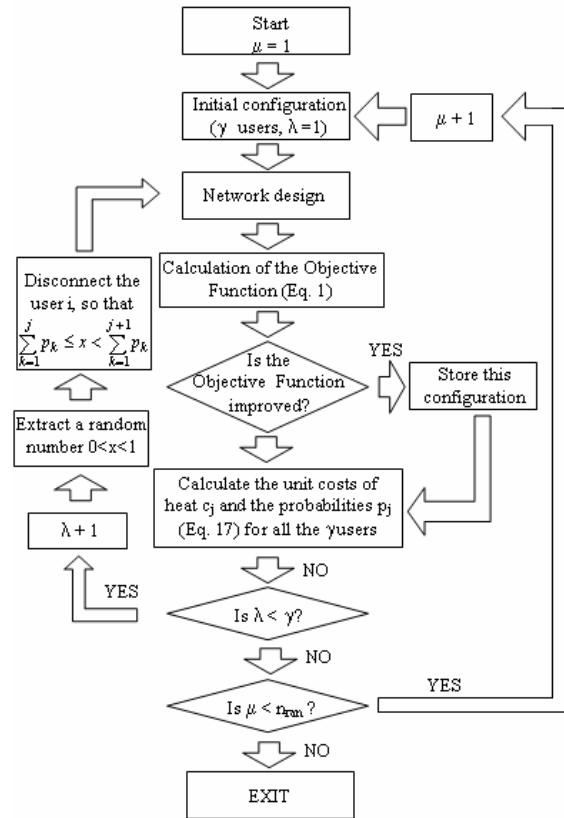 Start
μ = 1
Initial configuration
(γ users, λ=1)
μ + 1
Network design
Disconnect the
user i, so that
∑_{k=1}^{j} p_k ≤ x < ∑_{k=1}^{j+1} p_k
Calculation of the Objective
Function (Eq. 1)
Is the
Objective Function
improved?
YES
Store this
configuration
Extract a random
number 0<x<1
Calculate the unit costs of
heat c_j and the probabilities p_j
(Eq. 17) for all the γusers
λ + 1
NO
YES
Is λ < γ?
NO
YES
Is μ < n_ran ?
NO
EXIT